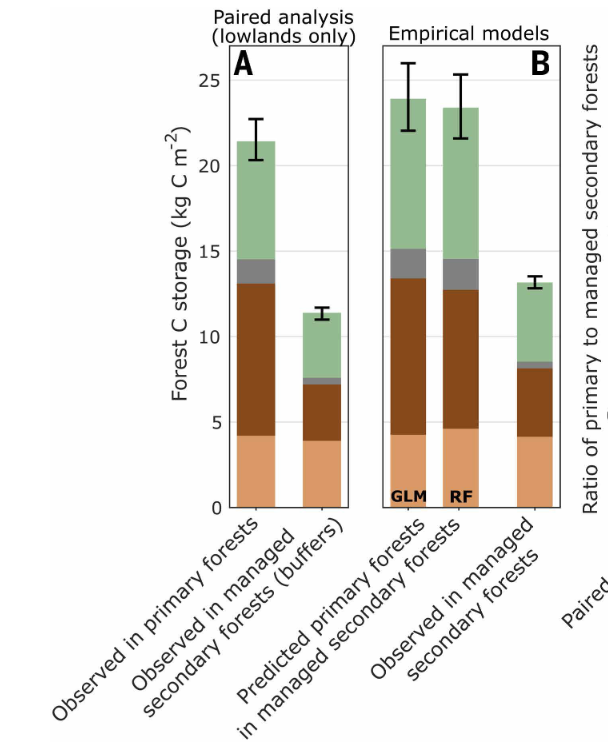 Paired analysis
(lowlands only)
Empirical models
A
B
25
20
15
10
5
0
Forest C storage (kg C m-2)
GLM
RF
Observed in primary forests
Observed in managed
secondary forests (buffers)
Predicted primary forests
in managed secondary forests
Observed in managed
secondary forests
Ratio of primary to managed secondary forests
Paired